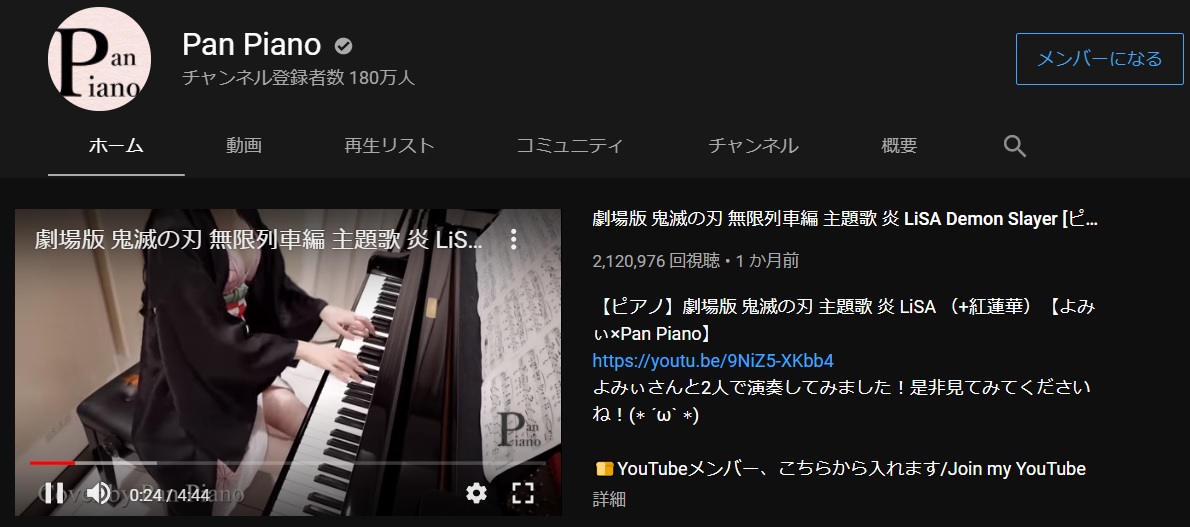 Pan
iano
Pan Piano
チャンネル登録者数 180万人
メンバーになる
ホーム
動画
再生リスト
コミュニティ
チャンネル
概要
劇場版 鬼滅の刃 無限列車編 主題歌 炎 LiS...
Pan
iano
Cover by Pan Piano
0:24 / 4:44
劇場版 鬼滅の刃 無限列車編 主題歌 炎 LiSA Demon Slayer [ピ...
2,120,976 回視聴・1 か月前
【ピアノ】劇場版 鬼滅の刃 主題歌 炎 LiSA （+紅蓮華）【よみ
ぃ×Pan Piano】
https://youtu.be/9NiZ5-XKbb4
よみぃさんと2人で演奏してみました！是非見てみてください
ね！(* ´ω` *)
🍞YouTubeメンバー、こちらから入れます/Join my YouTube
詳細